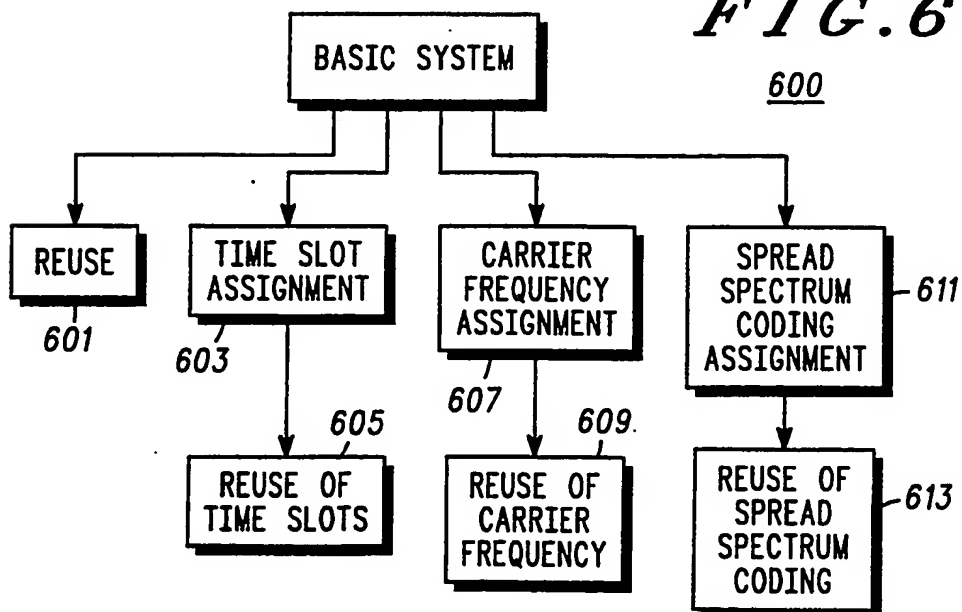 FIG.6
600
BASIC SYSTEM
REUSE
601
TIME SLOT
ASSIGNMENT
603
CARRIER
FREQUENCY
ASSIGNMENT
607
SPREAD
SPECTRUM
CODING
ASSIGNMENT
611
605
REUSE OF
TIME SLOTS
609.
REUSE OF
CARRIER
FREQUENCY
REUSE OF
SPREAD
SPECTRUM
CODING
613